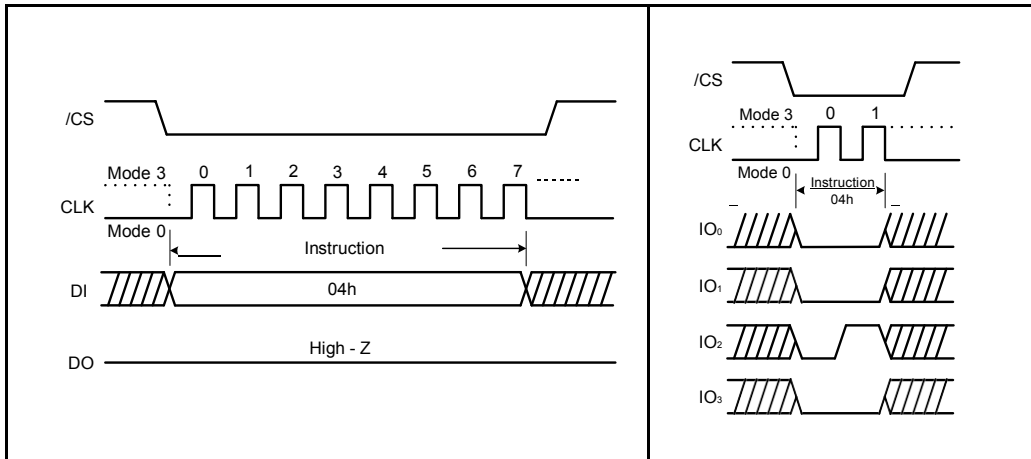 /CS
Mode 3 0 1 2 3 4 5 6 7
CLK
Mode 0
Instruction
DI 04h
High - Z
DO
/CS
Mode 3 0 1
CLK
Mode 0
Instruction
04h
IO0
IO1
IO2
IO3